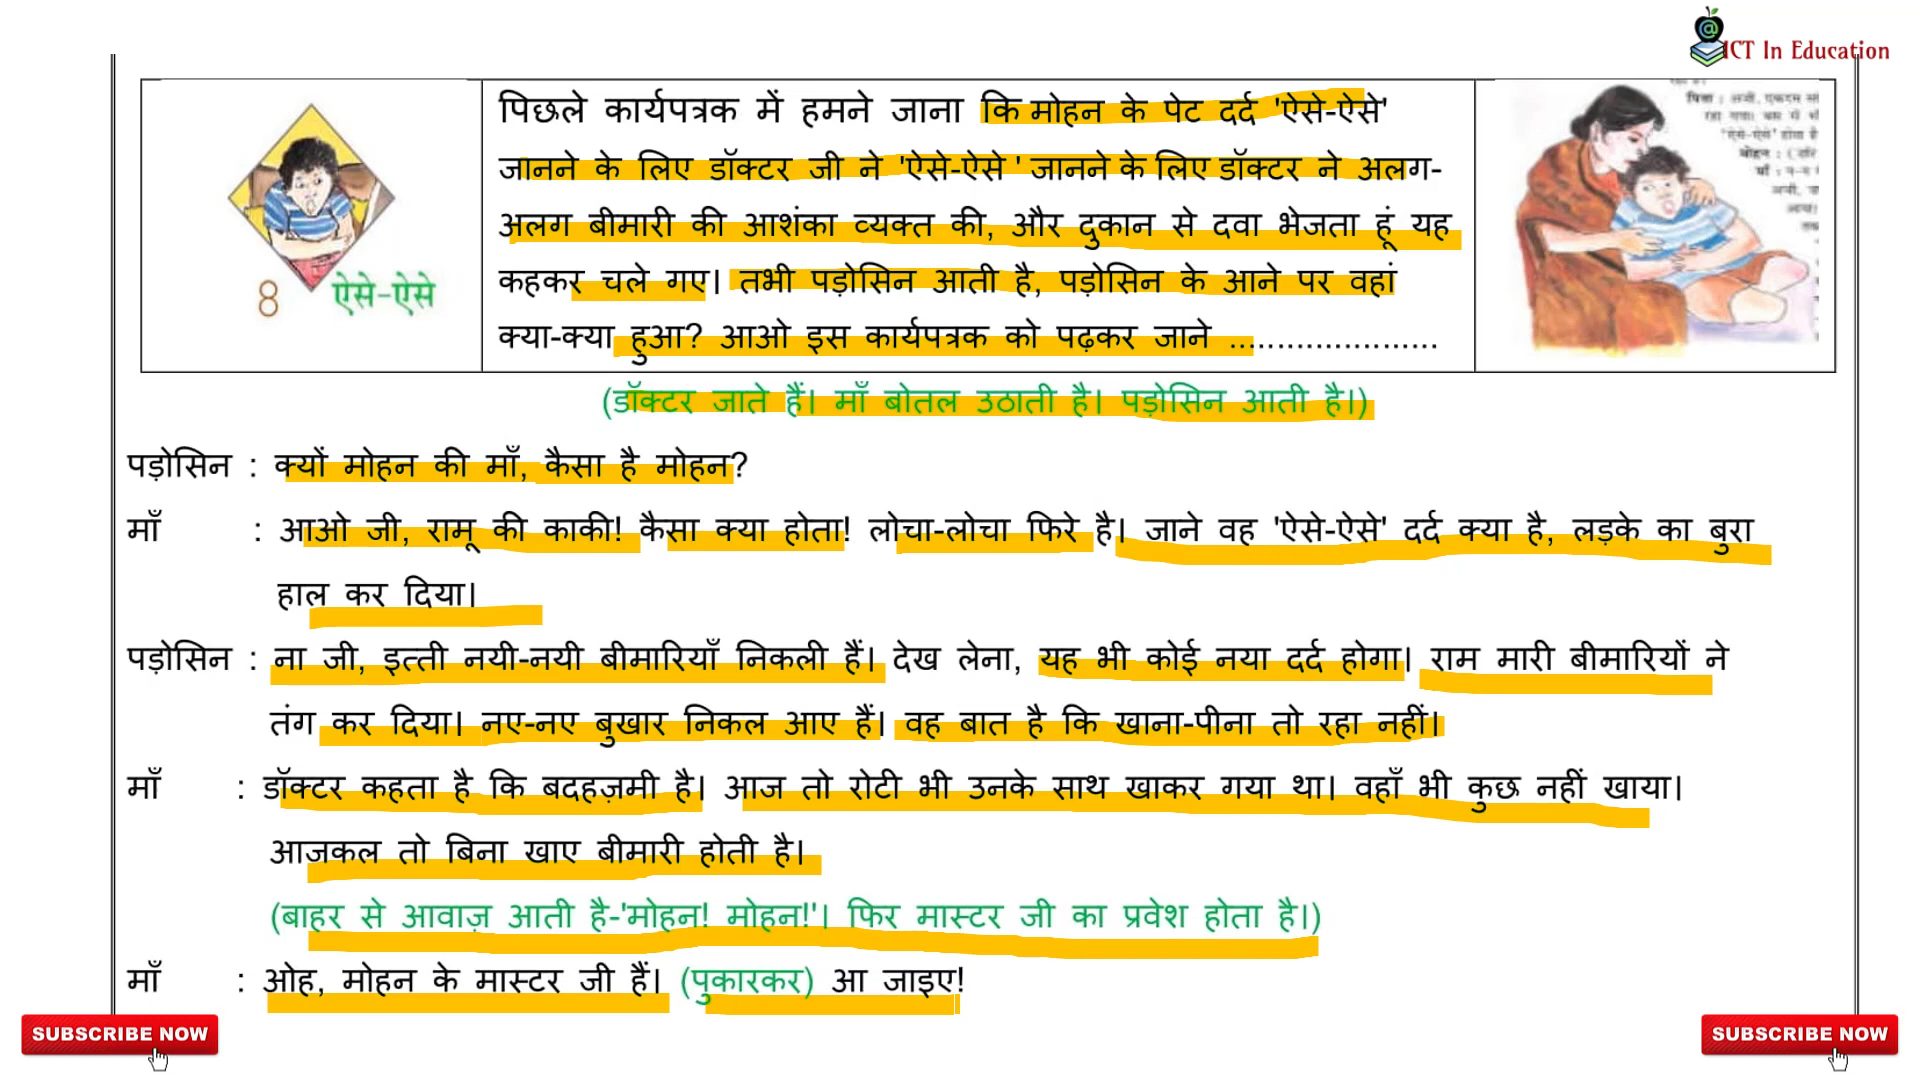 ICT In Education
पिछले कार्यपत्रक में हमने जाना कि मोहन के पेट दर्द 'ऐसे-ऐसे'
जानने के लिए डॉक्टर जी ने 'ऐसे-ऐसे ' जानने के लिए डॉक्टर ने अलग-
अलग बीमारी की आशंका व्यक्त की, और दुकान से दवा भेजता हूं यह
कहकर चले गए। तभी पड़ोसिन आती है, पड़ोसिन के आने पर वहां
क्या-क्या हुआ? आओ इस कार्यपत्रक को पढ़कर जाने .......................
8 ऐसे-ऐसे
(डॉक्टर जाते हैं। माँ बोतल उठाती है। पड़ोसिन आती है।)
पड़ोसिन : क्यों मोहन की माँ, कैसा है मोहन?
माँ : आओ जी, रामू की काकी! कैसा क्या होता! लोचा-लोचा फिरे है। जाने वह 'ऐसे-ऐसे' दर्द क्या है, लड़के का बुरा
हाल कर दिया।
पड़ोसिन : ना जी, इत्ती नयी-नयी बीमारियाँ निकली हैं। देख लेना, यह भी कोई नया दर्द होगा। राम मारी बीमारियों ने
तंग कर दिया। नए-नए बुखार निकल आए हैं। वह बात है कि खाना-पीना तो रहा नहीं।
माँ : डॉक्टर कहता है कि बदहज़मी है। आज तो रोटी भी उनके साथ खाकर गया था। वहाँ भी कुछ नहीं खाया।
आजकल तो बिना खाए बीमारी होती है।
(बाहर से आवाज़ आती है-'मोहन! मोहन!'। फिर मास्टर जी का प्रवेश होता है।)
माँ : ओह, मोहन के मास्टर जी हैं। (पुकारकर) आ जाइए!
SUBSCRIBE NOW
SUBSCRIBE NOW